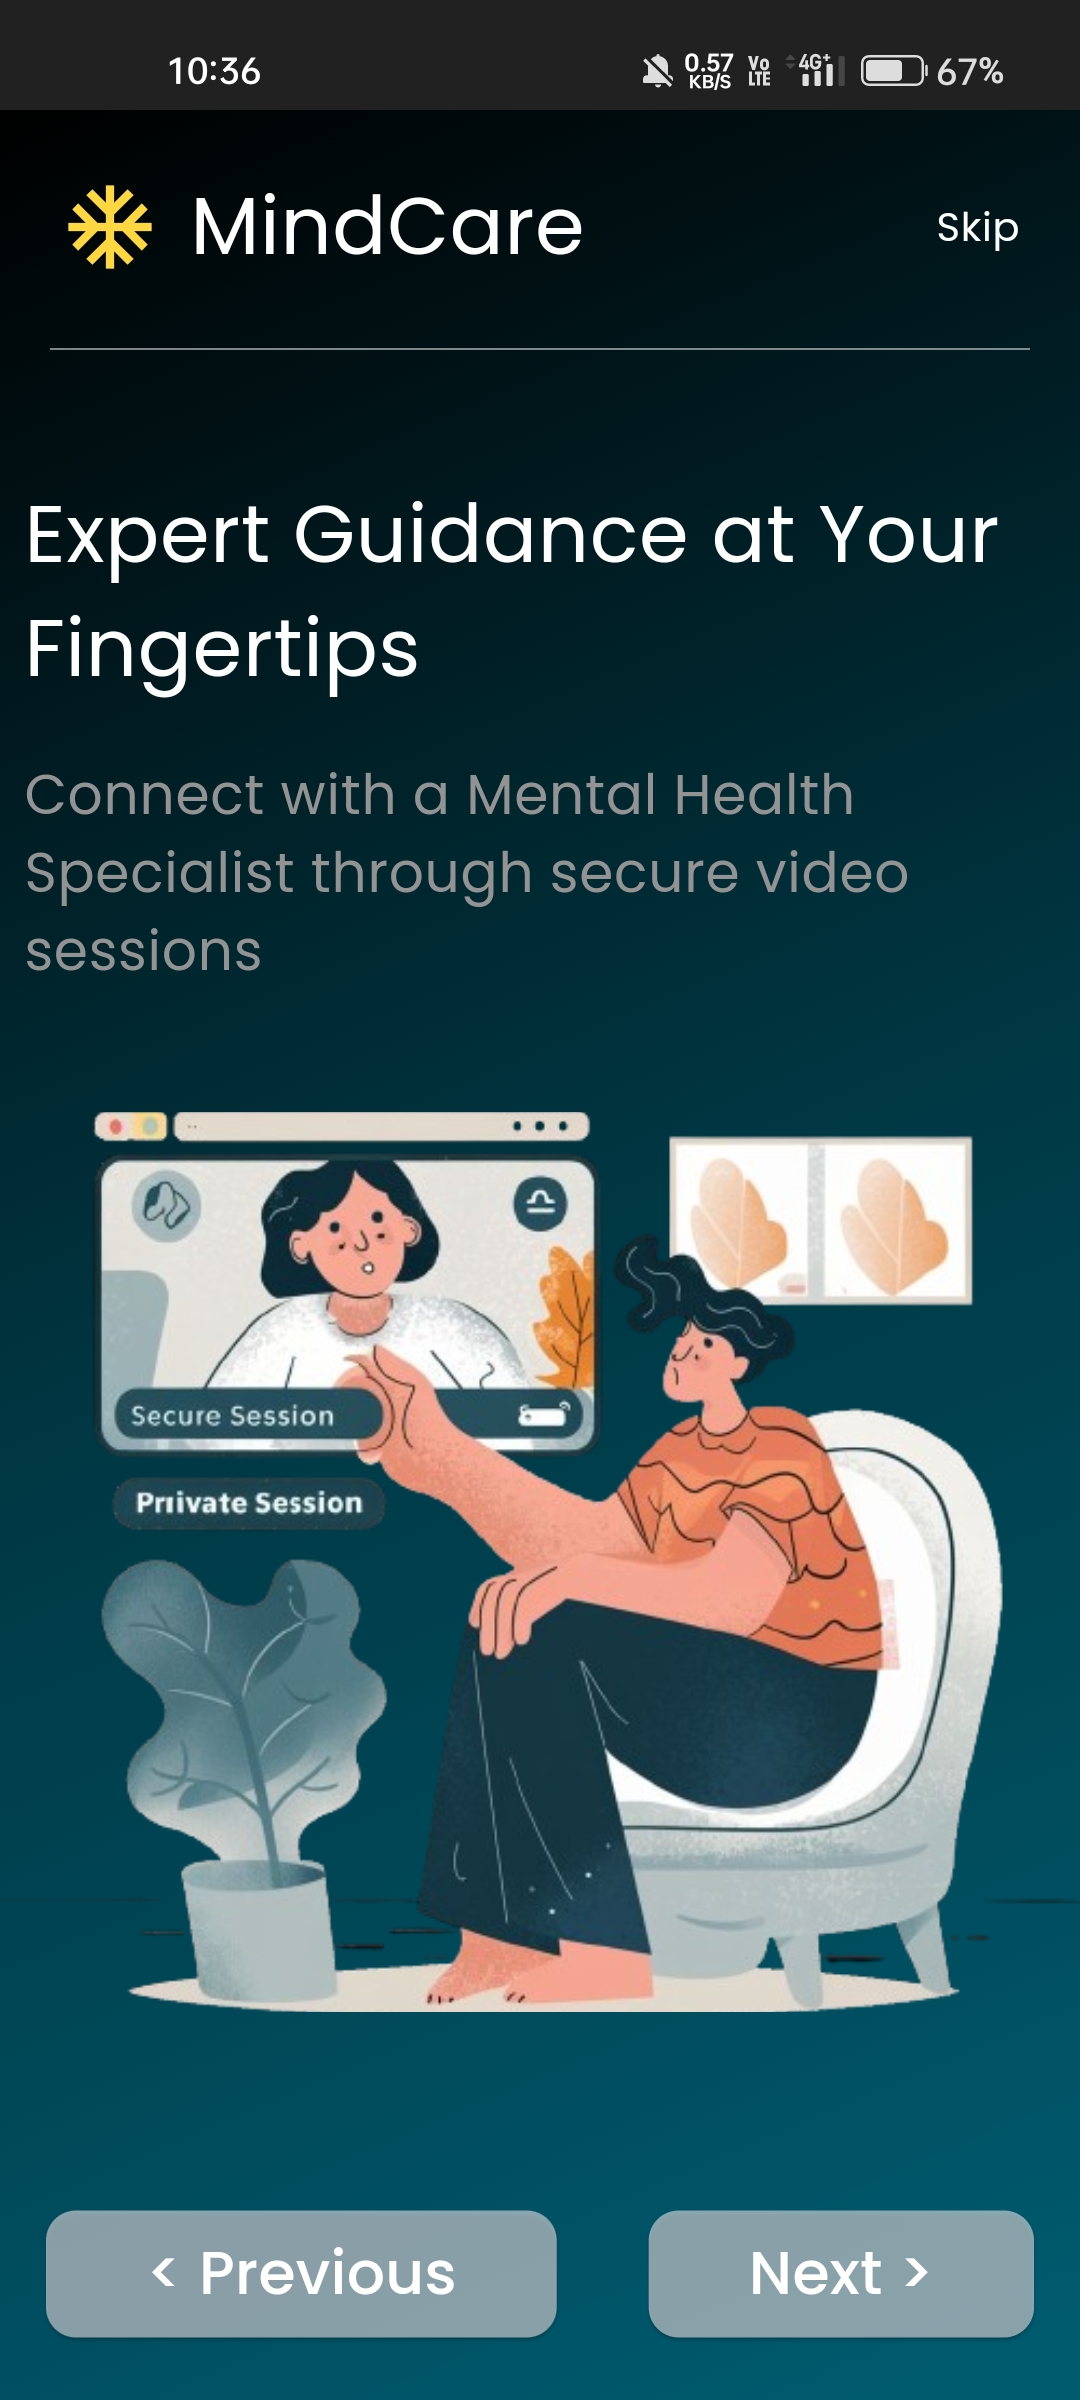 10:36
0.57
KB/S
Vo
LTE
4G+
67%
MindCare
Skip
Expert Guidance at Your
Fingertips
Connect with a Mental Health
Specialist through secure video
sessions
Secure Session
Priivate Session
< Previous
Next >